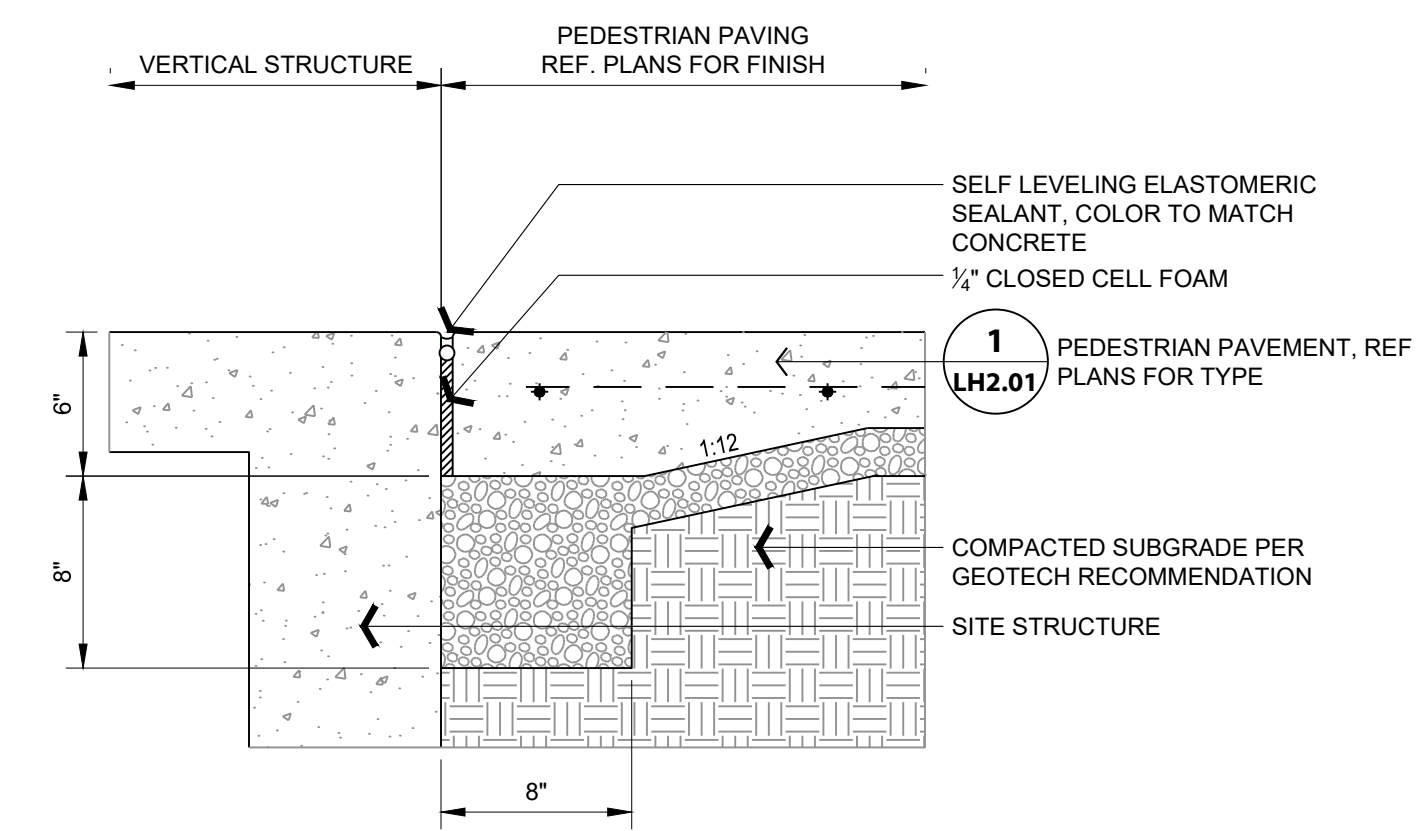 VERTICAL STRUCTURE
PEDESTRIAN PAVING
REF. PLANS FOR FINISH
SELF LEVELING ELASTOMERIC
SEALANT, COLOR TO MATCH
CONCRETE
¼" CLOSED CELL FOAM
1
LH2.01
PEDESTRIAN PAVEMENT, REF
PLANS FOR TYPE
6"
1:12
8"
COMPACTED SUBGRADE PER
GEOTECH RECOMMENDATION
SITE STRUCTURE
8"